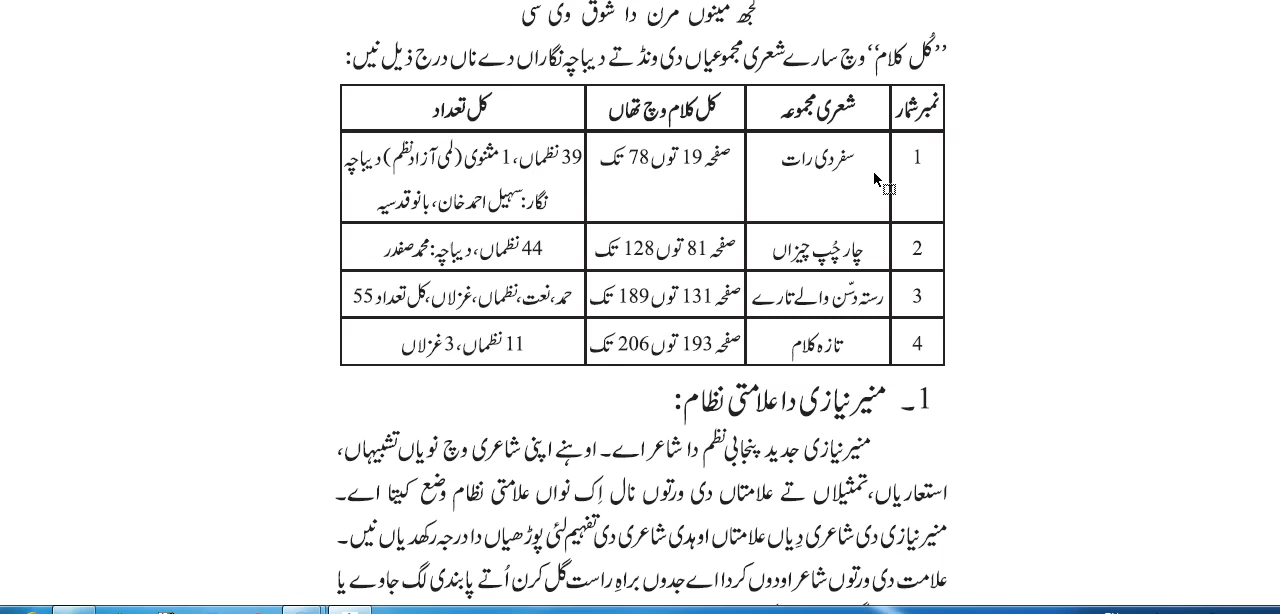 کجھ مینوں مرن دا شوق وی سی
’’کُل کلام‘‘ وچ سارے شعری مجموعیاں دی ونڈ تے دیباچہ نگاراں دے ناں درج ذیل نیں:
نمبر شمار شعری مجموعہ کل کلام وچ تھاں کل تعداد
1 سفر دی رات صفحہ 19 توں 78 تک 39 نظماں، 1 مثنوی (لمی آزاد نظم) دیباچہ
نگار: سہیل احمد خان، بانو قدسیہ
2 چار چُپ چیزاں صفحہ 81 توں 128 تک 44 نظماں، دیباچہ: محمد صفدر
3 رستہ دسّن والے تارے صفحہ 131 توں 189 تک حمد، نعت، نظماں، غزلاں، کل تعداد 55
4 تازہ کلام صفحہ 193 توں 206 تک 11 نظماں، 3 غزلاں
1۔ منیر نیازی دا علامتی نظام:
منیر نیازی جدید پنجابی نظم دا شاعر اے۔ اوہنے اپنی شاعری وچ نویاں تشبیہاں،
استعاریاں، تمثیلاں تے علامتاں دی ورتوں نال اِک نواں علامتی نظام وضع کیتا اے۔
منیر نیازی دی شاعری دِیاں علامتاں اوہدی شاعری دی تفہیم لئی پوڑھیاں دا درجہ رکھدیاں نیں۔
علامت دی ورتوں شاعر اودوں کردا اے جدوں براہِ راست گل کرن اُتے پابندی لگ جاوے یا